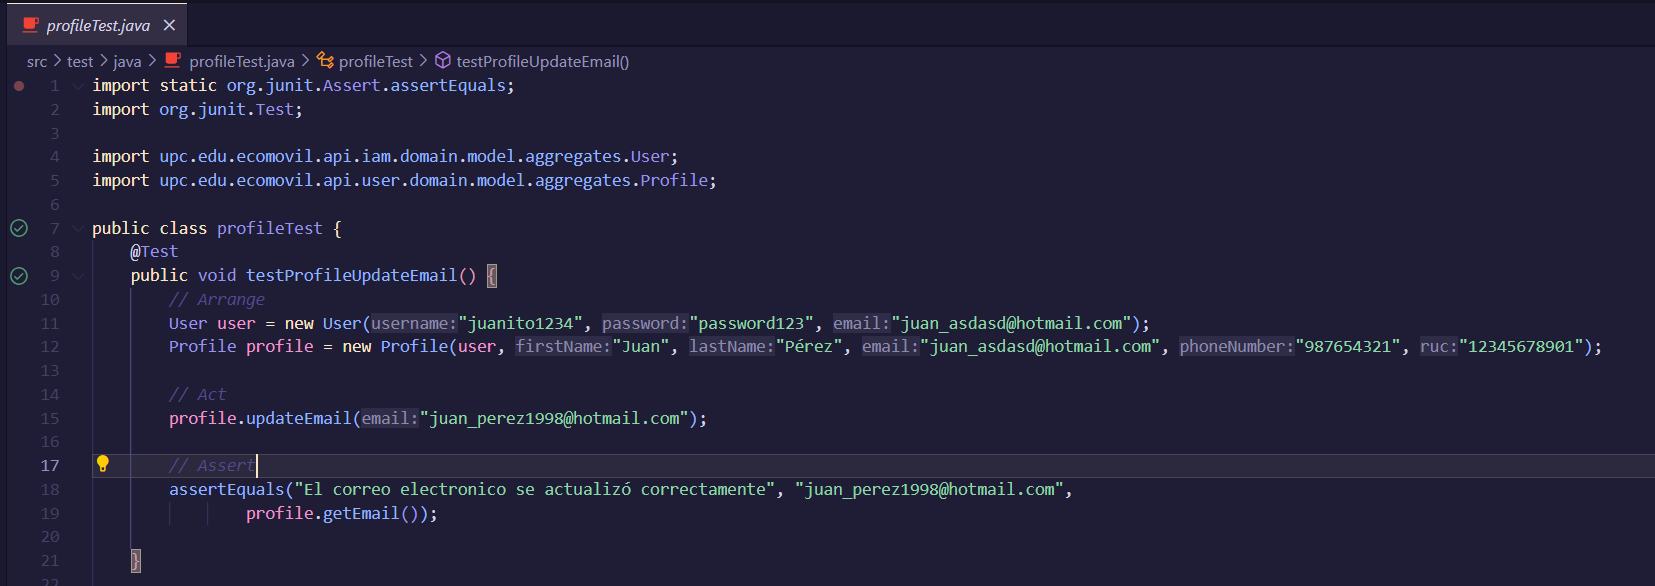 profileTest.java ×
src > test > java > profileTest.java > profileTest > testProfileUpdateEmail()
1 import static org.junit.Assert.assertEquals;
2 import org.junit.Test;
3
4 import upc.edu.ecomovil.api.iam.domain.model.aggregates.User;
5 import upc.edu.ecomovil.api.user.domain.model.aggregates.Profile;
6
7 public class profileTest {
8 @Test
9 public void testProfileUpdateEmail() {
10 // Arrange
11 User user = new User(username:"juanito1234", password:"password123", email:"juan_asdasd@hotmail.com");
12 Profile profile = new Profile(user, firstName:"Juan", lastName:"Pérez", email:"juan_asdasd@hotmail.com", phoneNumber:"987654321", ruc:"12345678901");
13
14 // Act
15 profile.updateEmail(email:"juan_perez1998@hotmail.com");
16
17 // Assert
18 assertEquals("El correo electronico se actualizó correctamente", "juan_perez1998@hotmail.com",
19 profile.getEmail());
20
21 }
22